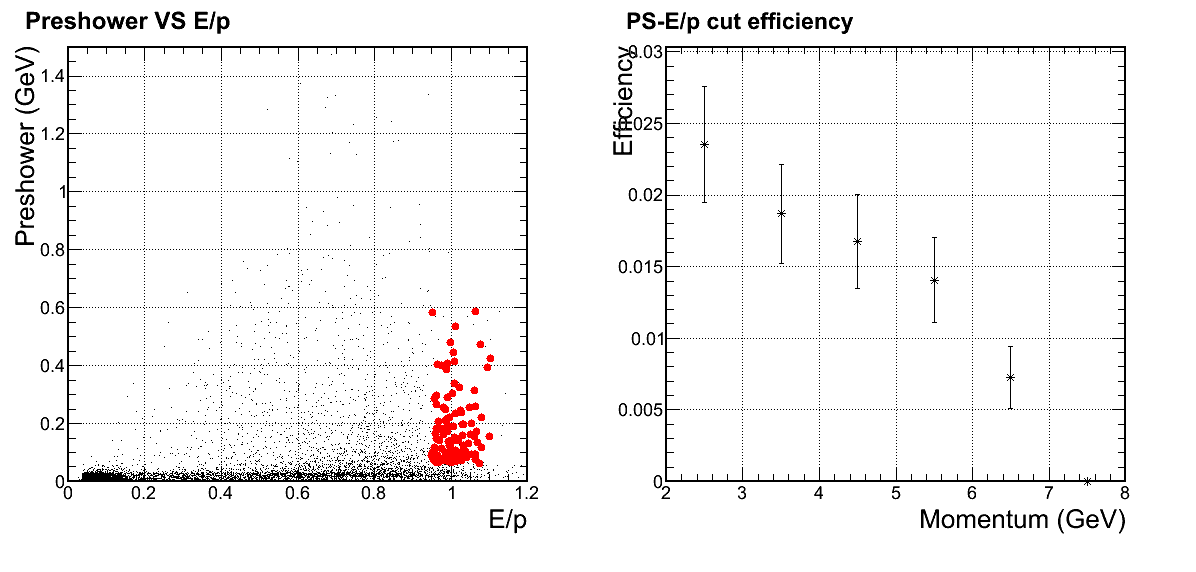 Preshower VS E/p
Preshower (GeV)
1.4
1.2
1
0.8
0.6
0.4
0.2
0
0 0.2 0.4 0.6 0.8 1 1.2
E/p
PS-E/p cut efficiency
Efficiency
0.03
0.025
0.02
0.015
0.01
0.005
0
2 3 4 5 6 7 8
Momentum (GeV)